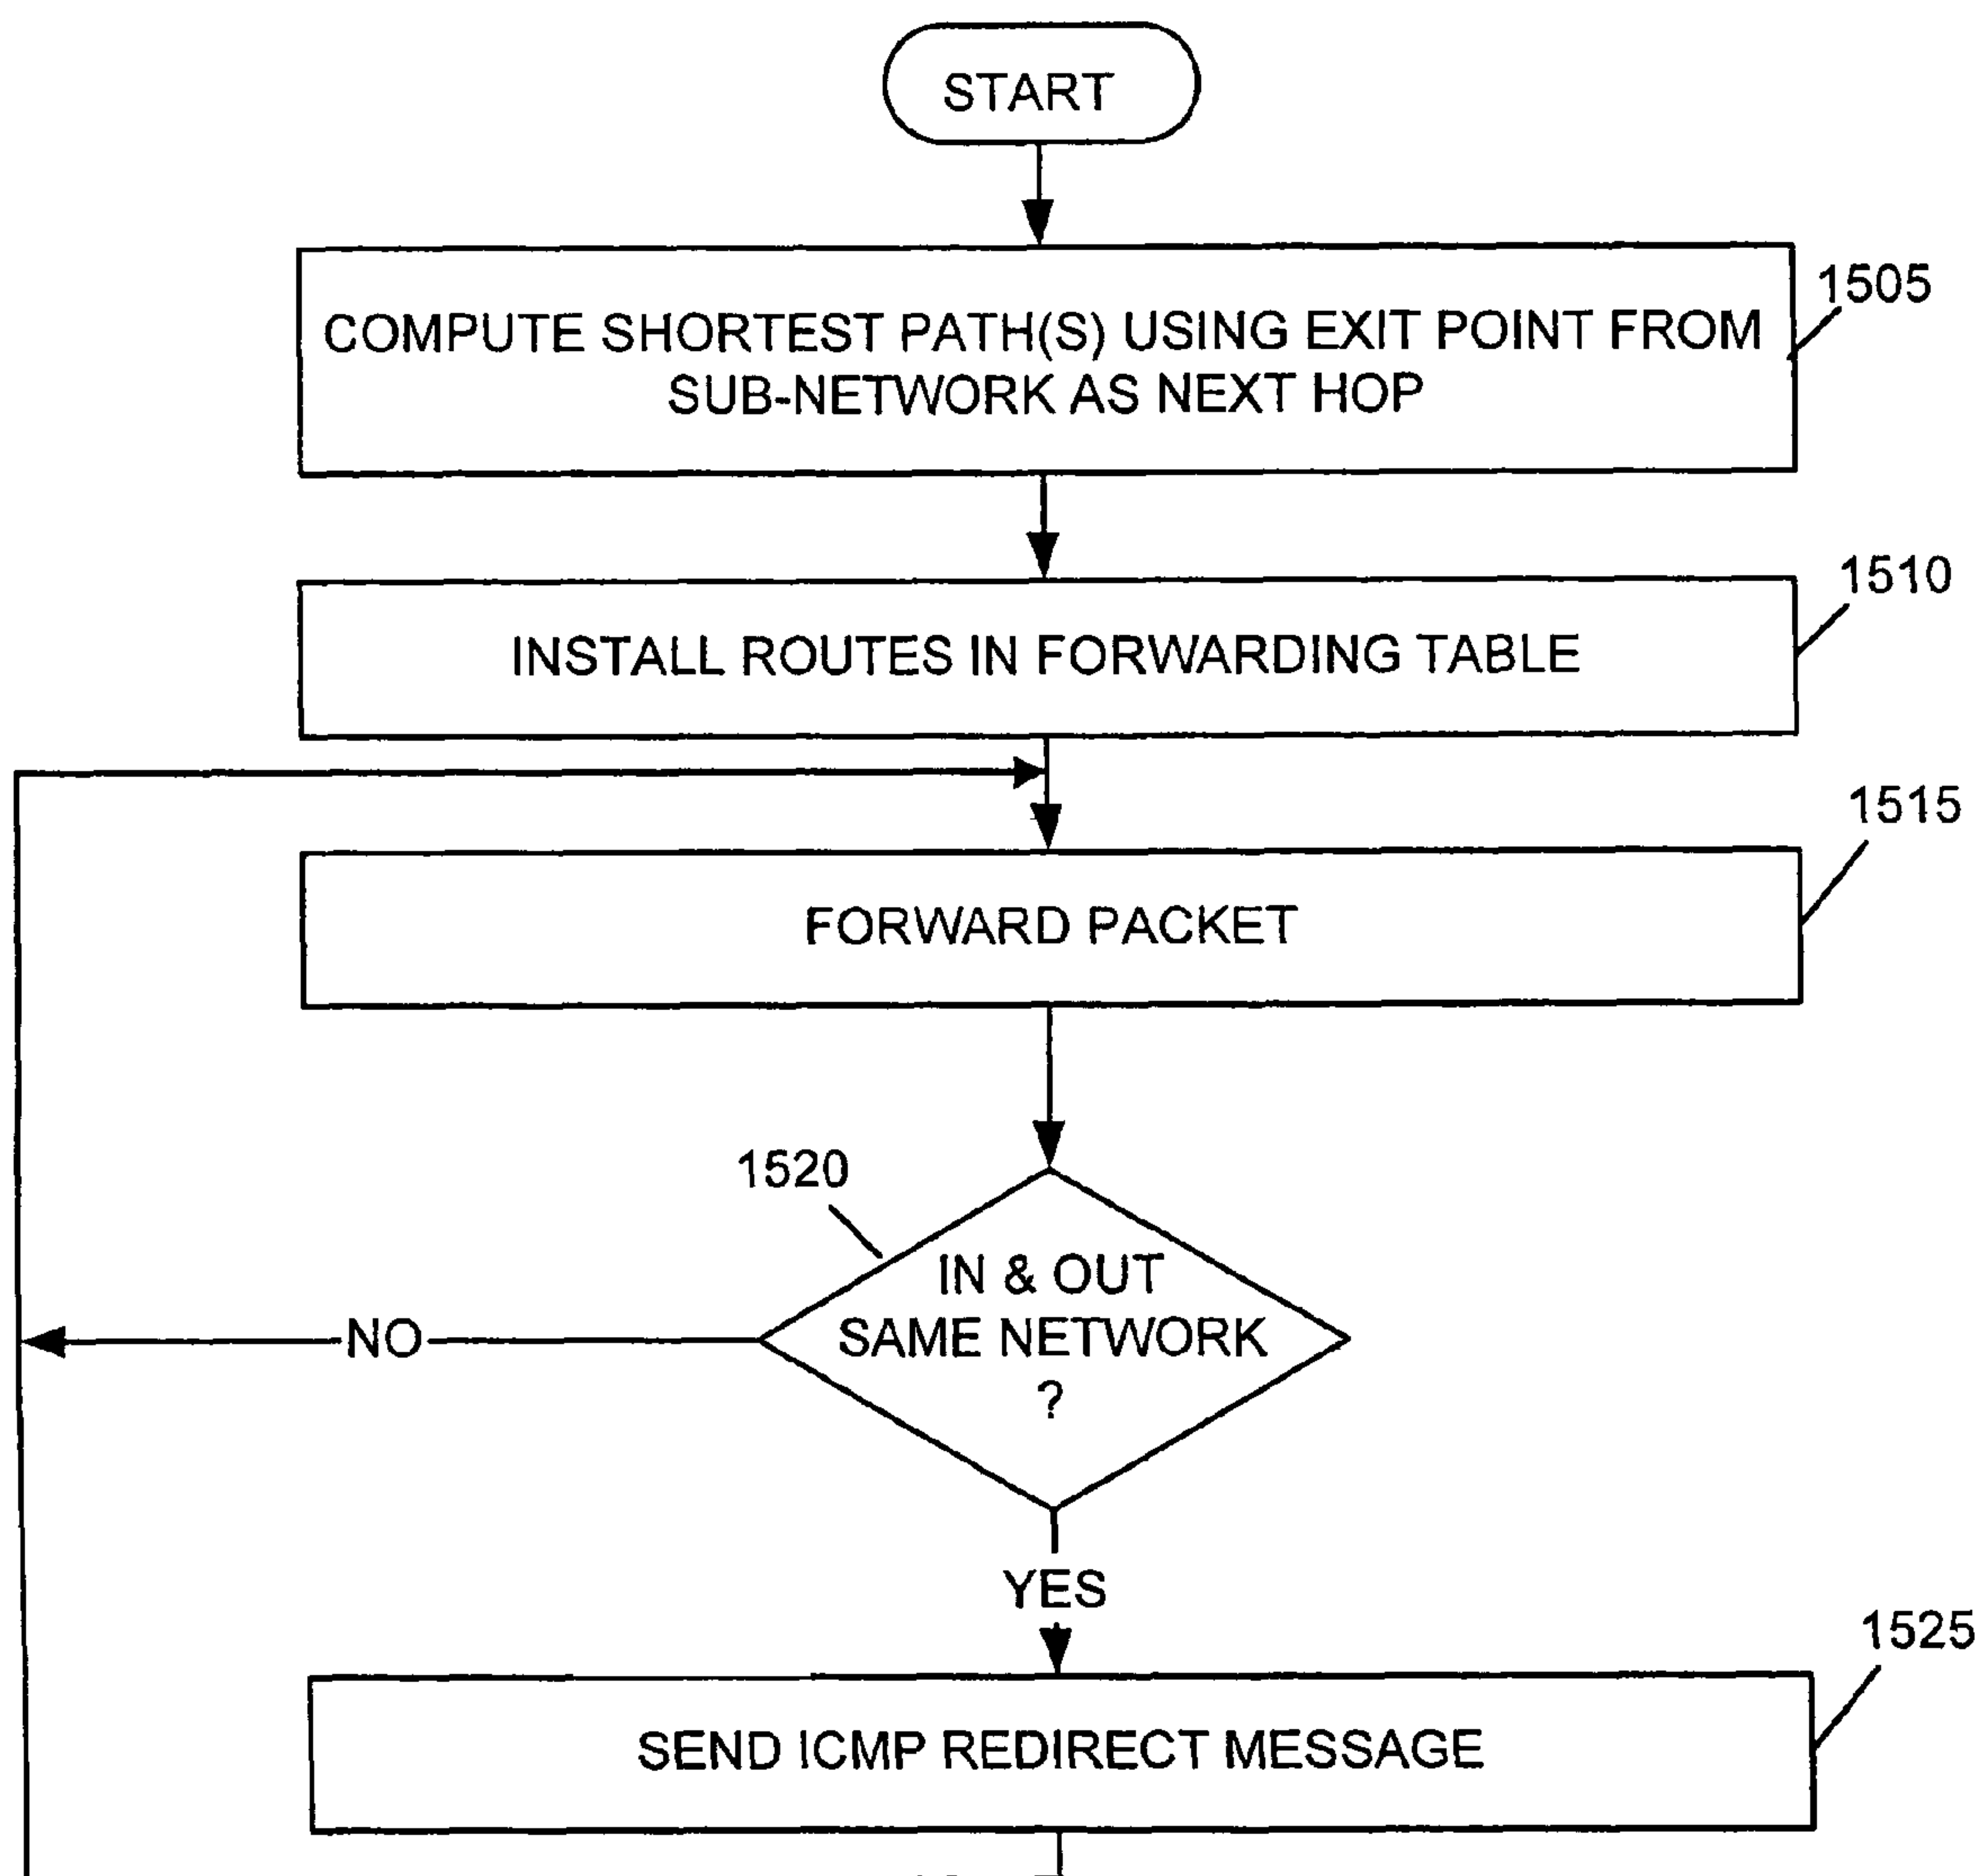 START
COMPUTE SHORTEST PATH(S) USING EXIT POINT FROM
SUB-NETWORK AS NEXT HOP
1505
INSTALL ROUTES IN FORWARDING TABLE
1510
FORWARD PACKET
1515
1520
IN & OUT
SAME NETWORK
?
NO
YES
SEND ICMP REDIRECT MESSAGE
1525